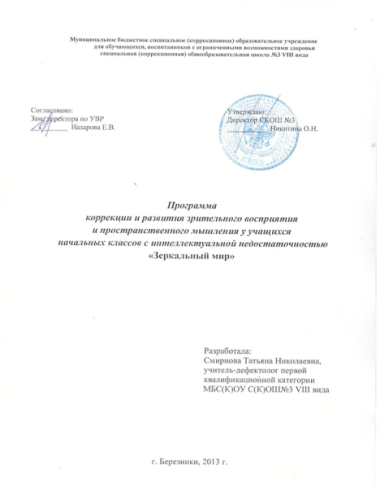 Муниципальное бюджетное специальное (коррекционное) образовательное учреждение
для обучающихся, воспитанников с ограниченными возможностями здоровья
специальная (коррекционная) общеобразовательная школа №3 VIII вида
Согласовано:
Зам. директора по УВР
Назарова Е.В.
Утверждаю:
Директор СКОШ №3
Никитина О.Н.
Программа
коррекции и развития зрительного восприятия
и пространственного мышления у учащихся
начальных классов с интеллектуальной недостаточностью
«Зеркальный мир»
Разработала:
Смирнова Татьяна Николаевна,
учитель-дефектолог первой
квалификационной категории
МБС(К)ОУ С(К)ОШ№3 VIII вида
г. Березники, 2013 г.